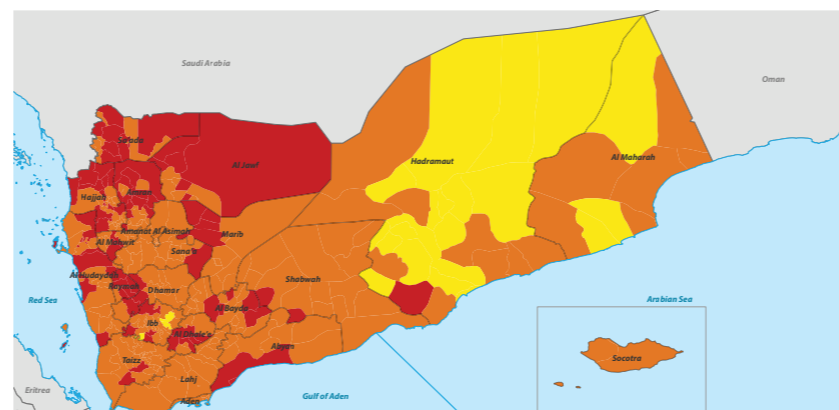 Saudi Arabia
Oman
Sa'ada
Al Jawf
Hadramaut
Al Maharah
Amran
Hajjah
Amanat Al Asimah
Marib
Al Mahwit
Sana'a
Al Hudaydah
Raymah
Dhamar
Shabwah
Red Sea
Arabian Sea
Al Bayda
Ibb
Al Dhale'e
Abyan
Taizz
Socotra
Lahj
Eritrea
Aden
Gulf of Aden